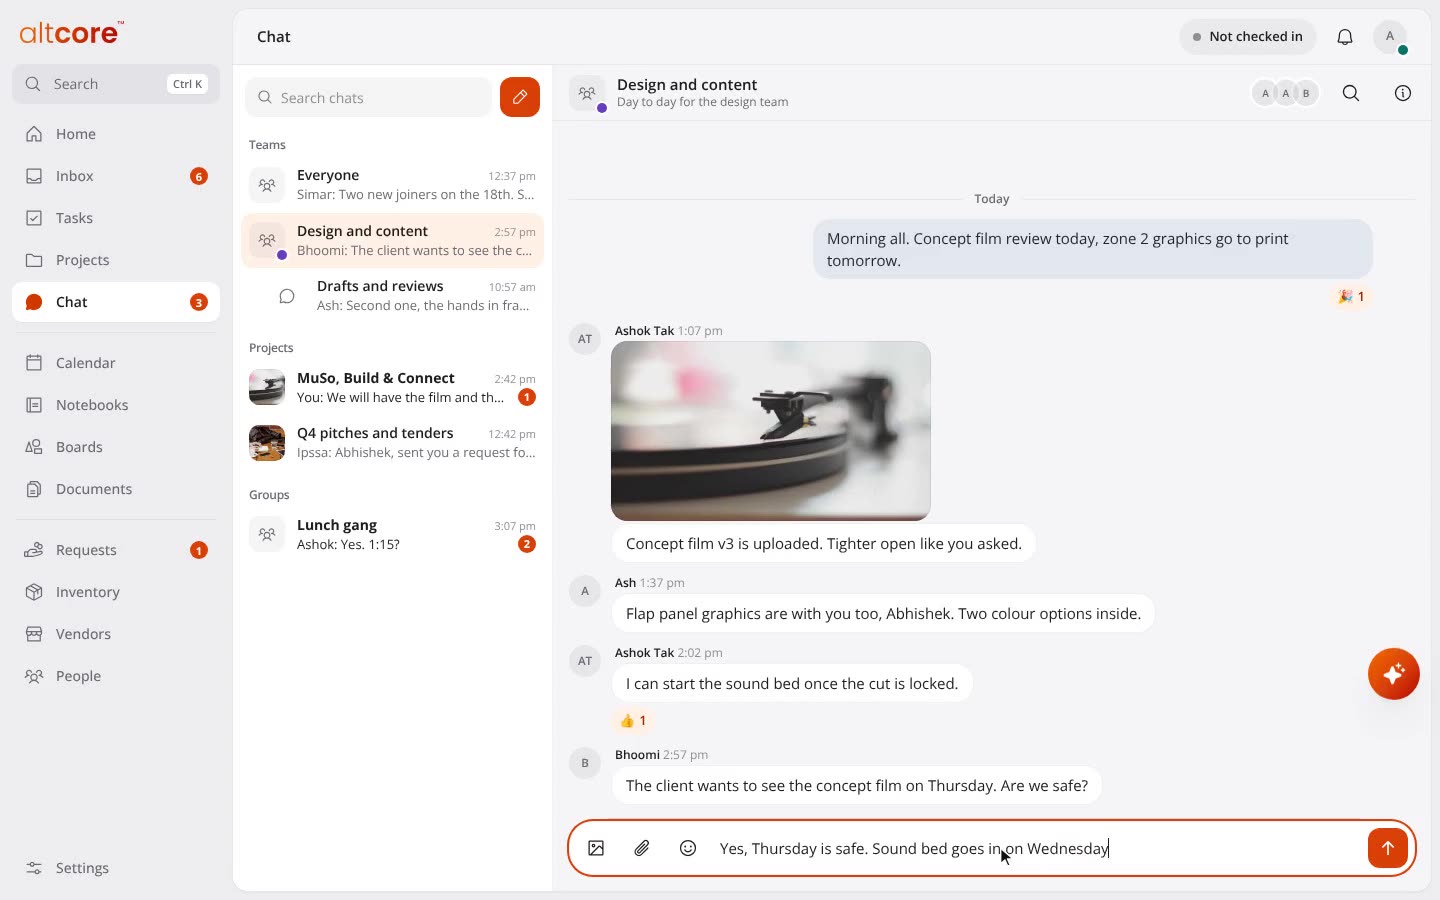 altcore™
Search
Ctrl K
Home
Inbox
6
Tasks
Projects
Chat
3
Calendar
Notebooks
Boards
Documents
Requests
1
Inventory
Vendors
People
Settings
Chat
Not checked in
A
Search chats
Teams
Everyone
12:37 pm
Simar: Two new joiners on the 18th. S...
Design and content
2:57 pm
Bhoomi: The client wants to see the c...
Drafts and reviews
10:57 am
Ash: Second one, the hands in fra...
Projects
MuSo, Build & Connect
2:42 pm
You: We will have the film and th...
1
Q4 pitches and tenders
12:42 pm
Ipssa: Abhishek, sent you a request fo...
Groups
Lunch gang
3:07 pm
Ashok: Yes. 1:15?
2
Design and content
Day to day for the design team
A A B
Today
Morning all. Concept film review today, zone 2 graphics go to print
tomorrow.
🎉 1
AT
Ashok Tak 1:07 pm
Concept film v3 is uploaded. Tighter open like you asked.
A
Ash 1:37 pm
Flap panel graphics are with you too, Abhishek. Two colour options inside.
AT
Ashok Tak 2:02 pm
I can start the sound bed once the cut is locked.
👍 1
B
Bhoomi 2:57 pm
The client wants to see the concept film on Thursday. Are we safe?
Yes, Thursday is safe. Sound bed goes in on Wednesday